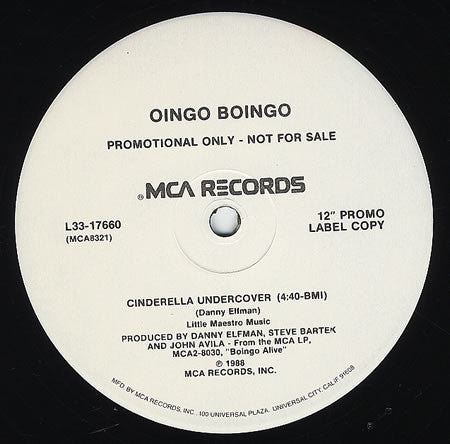 OINGO BOINGO
PROMOTIONAL ONLY - NOT FOR SALE
® MCA RECORDS
L33-17660
(MCA8321)
12" PROMO
LABEL COPY
CINDERELLA UNDERCOVER (4:40-BMI)
(Danny Elfman)
Little Maestro Music
PRODUCED BY DANNY ELFMAN, STEVE BARTEK
AND JOHN AVILA - From the MCA LP,
MCA2-8030, "Boingo Alive"
℗ 1988
MCA RECORDS, INC.
MFD. BY MCA RECORDS, INC., 100 UNIVERSAL PLAZA, UNIVERSAL CITY, CALIF. 91608